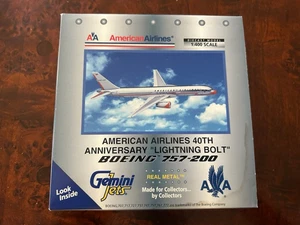 AA AmericanAirlines
DIECAST MODEL
1:400 SCALE
AMERICAN AIRLINES 40TH
ANNIVERSARY "LIGHTNING BOLT"
BOEING 757-200
Look
Inside
Gemini
Jets
REAL METAL
Made for Collectors...
by Collectors
AA